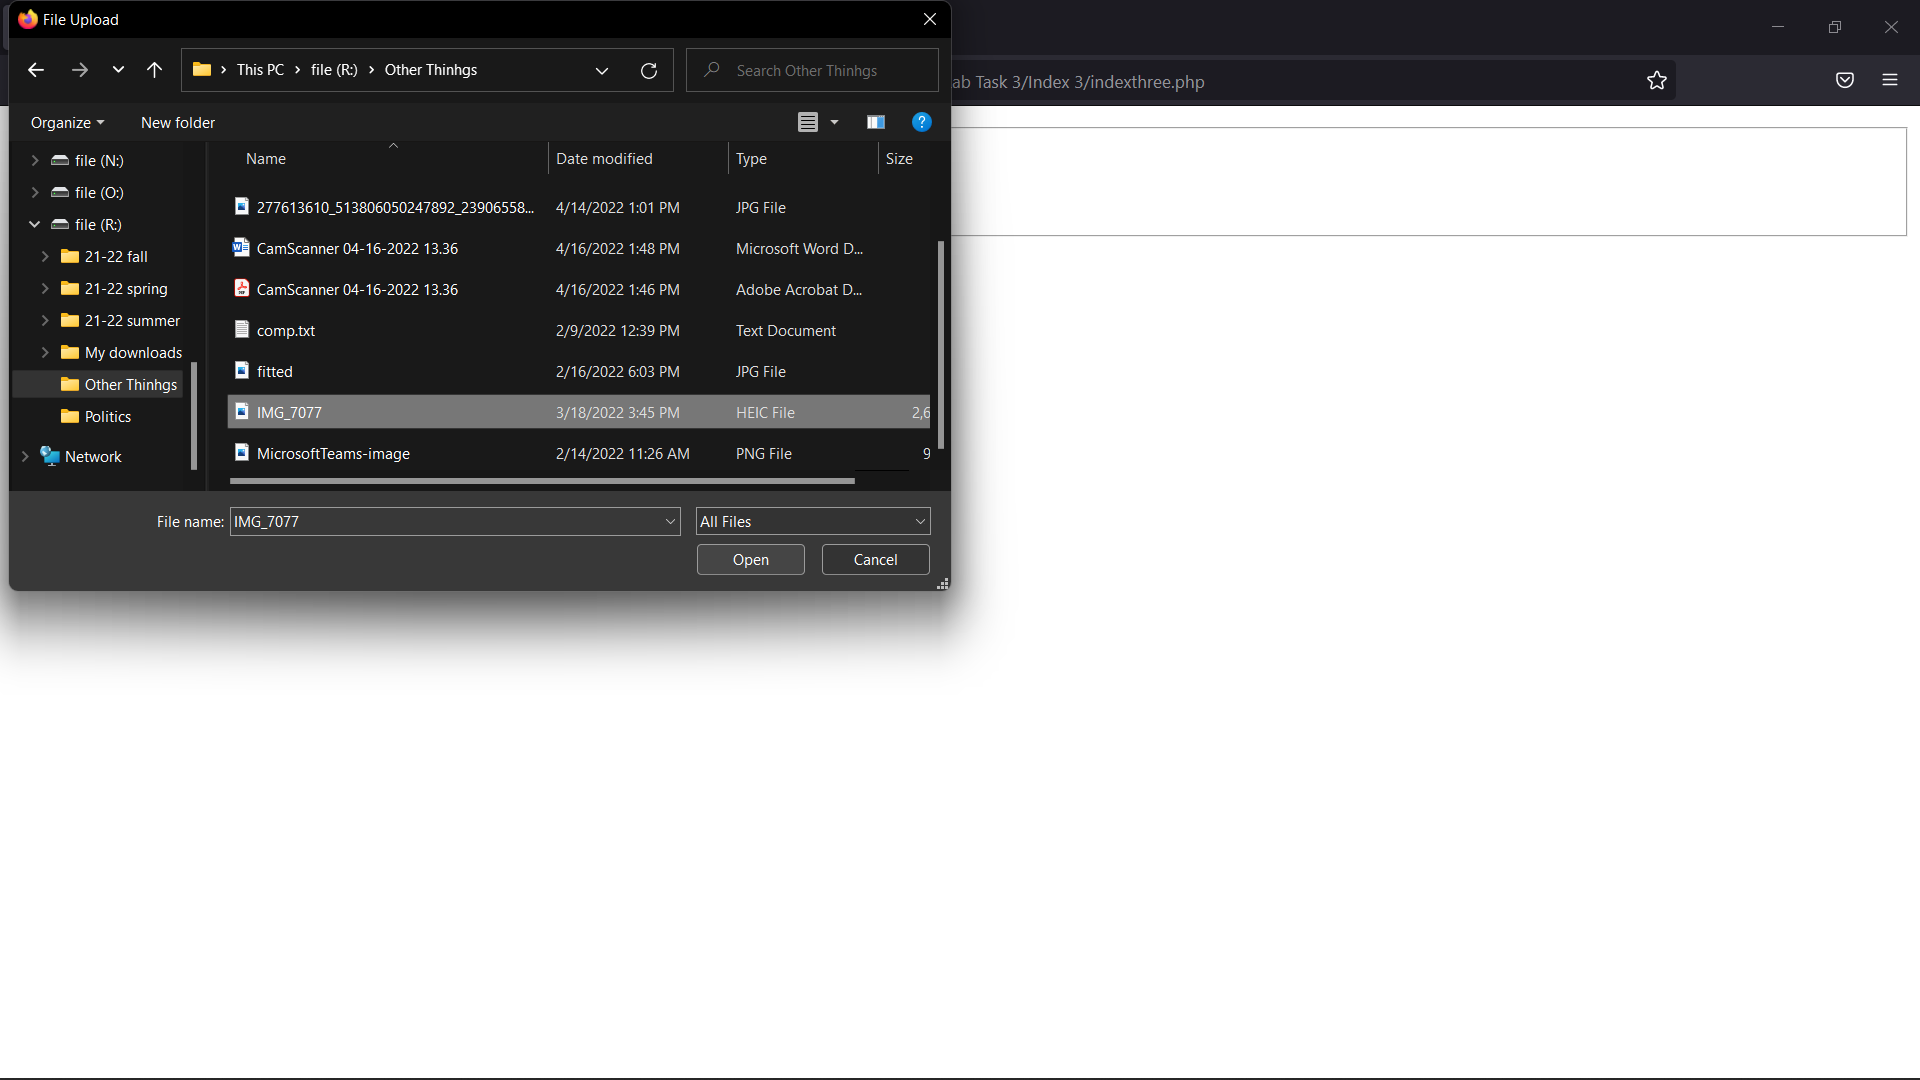 File Upload
This PC > file (R:) > Other Thinhgs
Search Other Thinhgs
Task 3/Index 3/indexthree.php
Organize
New folder
Name
Date modified
Type
Size
file (N:)
file (O:)
file (R:)
21-22 fall
21-22 spring
21-22 summer
My downloads
Other Thinhgs
Politics
Network
277613610_513806050247892_23906558... 4/14/2022 1:01 PM JPG File
CamScanner 04-16-2022 13.36 4/16/2022 1:48 PM Microsoft Word D...
CamScanner 04-16-2022 13.36 4/16/2022 1:46 PM Adobe Acrobat D...
comp.txt 2/9/2022 12:39 PM Text Document
fitted 2/16/2022 6:03 PM JPG File
IMG_7077 3/18/2022 3:45 PM HEIC File 2,6
MicrosoftTeams-image 2/14/2022 11:26 AM PNG File 9
File name: IMG_7077
All Files
Open
Cancel